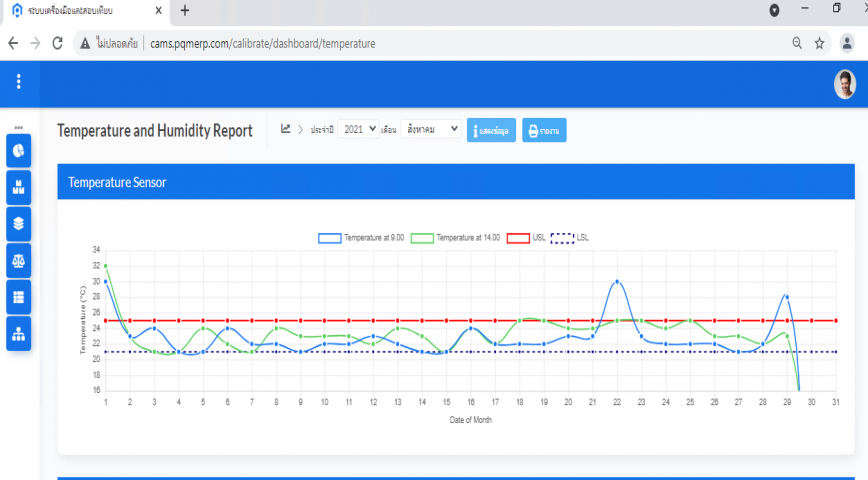 ระบบเครื่องมือและสอบเทียบ
ไม่ปลอดภัย | cams.pqmerp.com/calibrate/dashboard/temperature
Temperature and Humidity Report
ประจำปี 2021 เดือน สิงหาคม แสดงข้อมูล รายงาน
Temperature Sensor
Temperature at 9.00 Temperature at 14.00 USL LSL
34
32
30
28
26
24
22
20
18
16
Temperature (°C)
1 2 3 4 5 6 7 8 9 10 11 12 13 14 15 16 17 18 19 20 21 22 23 24 25 26 27 28 29 30 31
Date of Month